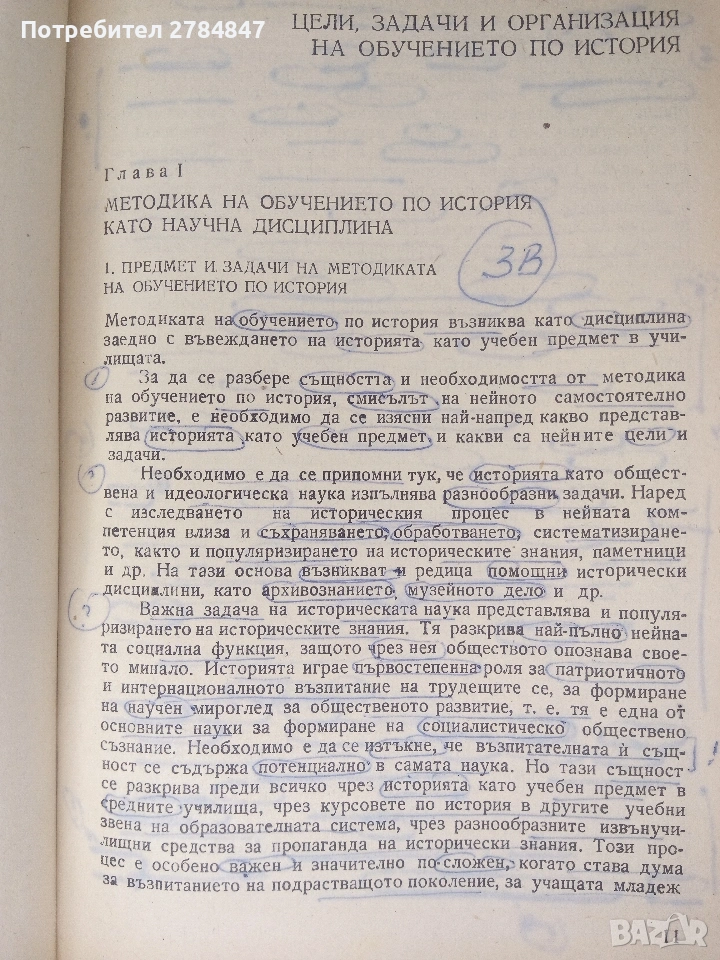 Потребител 2784847
ЦЕЛИ, ЗАДАЧИ И ОРГАНИЗАЦИЯ
НА ОБУЧЕНИЕТО ПО ИСТОРИЯ
Глава I
МЕТОДИКА НА ОБУЧЕНИЕТО ПО ИСТОРИЯ
КАТО НАУЧНА ДИСЦИПЛИНА
ЗВ
1. ПРЕДМЕТ И ЗАДАЧИ НА МЕТОДИКАТА
НА ОБУЧЕНИЕТО ПО ИСТОРИЯ
Методиката на обучението по история възниква като дисциплина
заедно с въвеждането на историята като учебен предмет в учи-
лищата.
1 За да се разбере същността и необходимостта от методика
на обучението по история, смисълът на нейното самостоятелно
развитие, е необходимо да се изясни най-напред какво представ-
лява историята като учебен предмет и какви са нейните цели и
задачи.
? Необходимо е да се припомни тук, че историята като общест-
вена и идеологическа наука изпълнява разнообразни задачи. Наред
с изследването на историческия процес в нейната ком-
петенция влиза и съхраняването, обработването, систематизиране-
то, както и популяризирането на историческите знания, паметници
и др. На тази основа възникват и редица помощни исторически
дисциплини, като архивознанието, музейното дело и др.
? Важна задача на историческата наука представлява и популя-
ризирането на историческите знания. Тя разкрива най-пълно нейна-
та социална функция, защото чрез нея обществото опознава свое-
то минало. Историята играе първостепенна роля за патриотичното
и интернационалното възпитание на трудещите се, за формиране
на научен мироглед за общественото развитие, т. е. тя е една от
основните науки за формиране на социалистическо обществено
съзнание. Необходимо е да се изтъкне, че възпитателната ѝ същ-
ност се съдържа потенциално в самата наука. Но тази същност
се разкрива преди всичко чрез историята като учебен предмет в
средните училища, чрез курсовете по история в другите учебни
звена на образователната система, чрез разнообразните извънучи-
лищни средства за пропаганда на исторически знания. Този про-
цес е особено важен и значително по-сложен, когато става дума
за възпитанието на подрастващото поколение, за учащата младеж
11
BAZAR